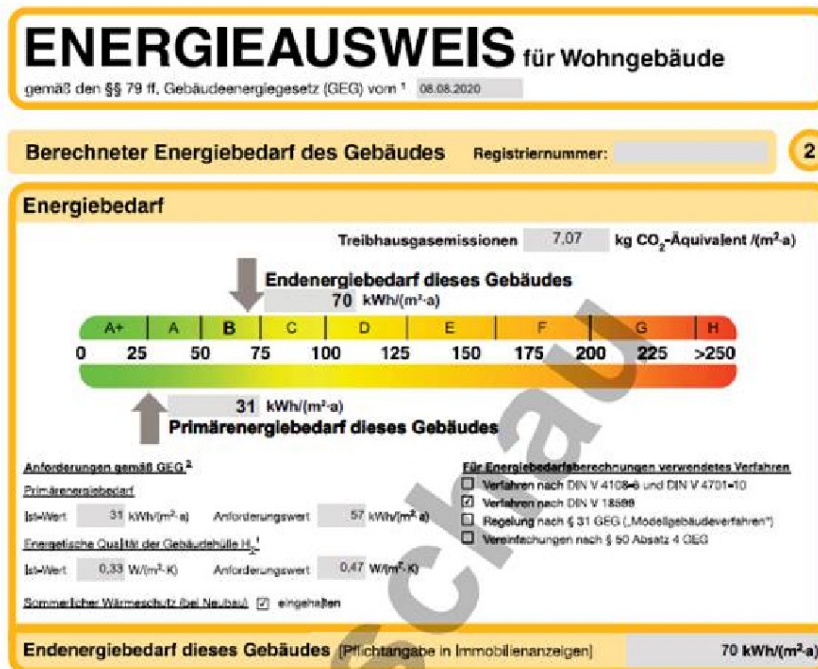 ENERGIEAUSWEIS für Wohngebäude
gemäß den §§ 79 ff. Gebäudeenergiegesetz (GEG) vom ¹ 08.08.2020
Berechneter Energiebedarf des Gebäudes Registriernummer: 2
Energiebedarf
Treibhausgasemissionen 7,07 kg CO₂-Äquivalent /(m²·a)
Endenergiebedarf dieses Gebäudes
70 kWh/(m²·a)
A+ A B C D E F G H
0 25 50 75 100 125 150 175 200 225 >250
31 kWh/(m²·a)
Primärenergiebedarf dieses Gebäudes
Anforderungen gemäß GEG ²
Primärenergiebedarf
Ist-Wert 31 kWh/(m²·a) Anforderungswert 57 kWh/(m²·a)
Energetische Qualität der Gebäudehülle
Ist-Wert 0,33 W/(m²·K) Anforderungswert 0,47 W/(m²·K)
Sommerlicher Wärmeschutz (bei Neubau) ☑ eingehalten
Für Energiebedarfsberechnungen verwendetes Verfahren
☐ Verfahren nach DIN V 4108-6 und DIN V 4701-10
☑ Verfahren nach DIN V 18599
☐ Regelung nach § 31 GEG („Modellgebäudeverfahren“)
☐ Vereinfachungen nach § 50 Absatz 4 GEG
Endenergiebedarf dieses Gebäudes [Pflichtangabe in Immobilienanzeigen] 70 kWh/(m²·a)
schau